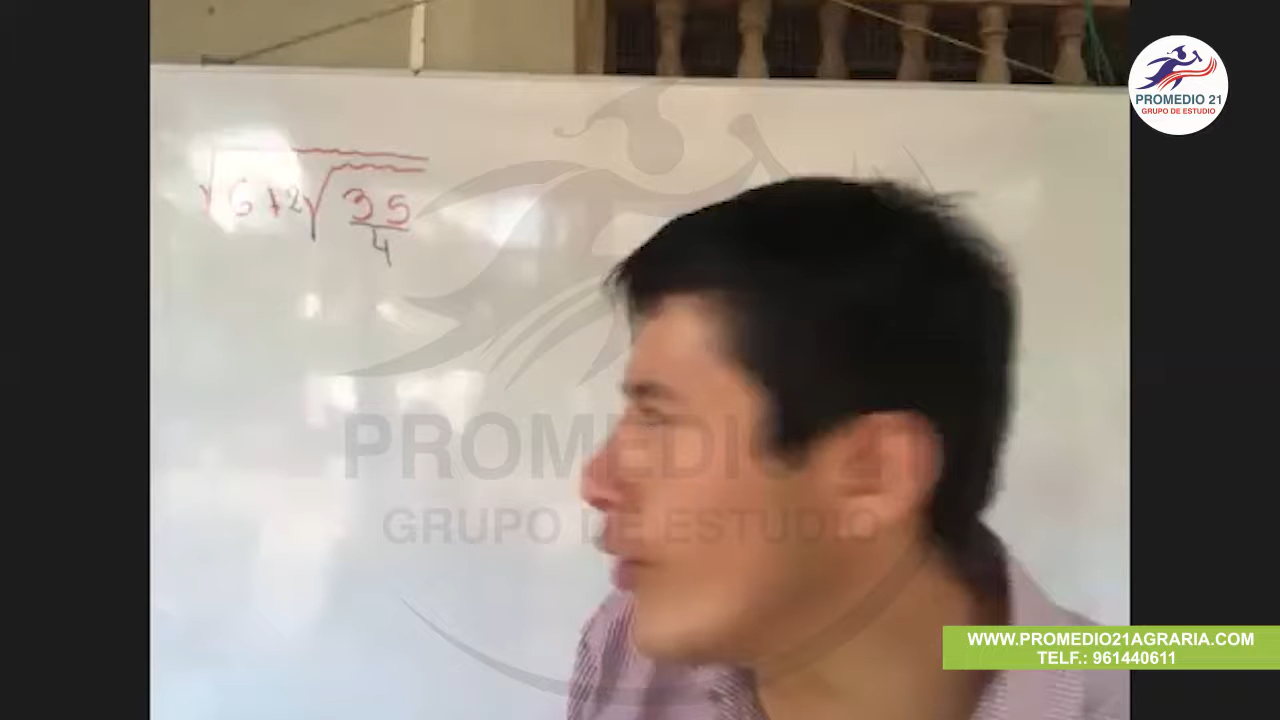 √(6+2√(35/4))
PROMEDIO 21
GRUPO DE ESTUDIO
PROMEDIO 21
GRUPO DE ESTUDIO
WWW.PROMEDIO21AGRARIA.COM
TELF.: 961440611